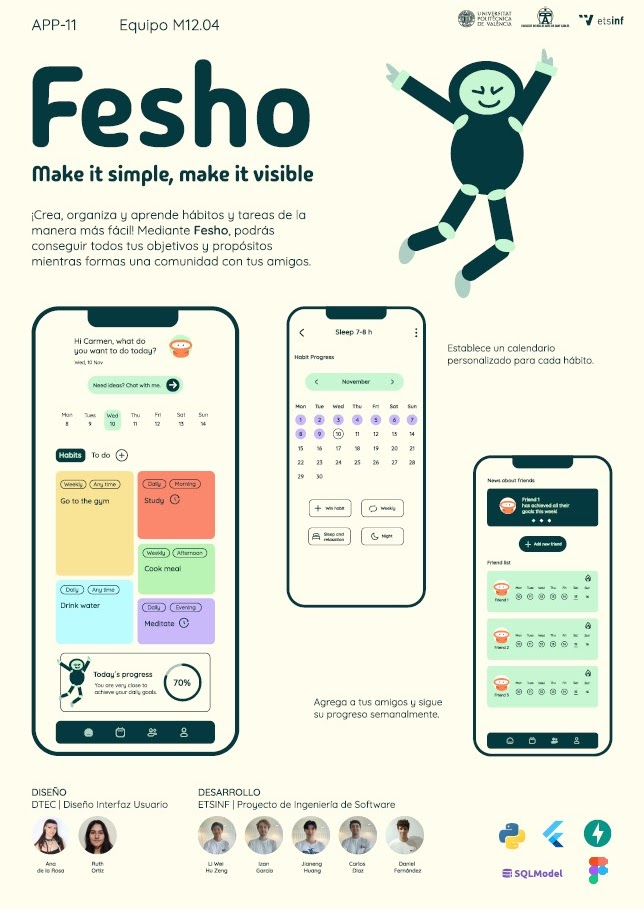 APP-11
Equipo M12.04
UNIVERSITAT
POLITÈCNICA
DE VALÈNCIA
etsinf
Fesho
Make it simple, make it visible
¡Crea, organiza y aprende hábitos y tareas de la
manera más fácil! Mediante Fesho, podrás
conseguir todos tus objetivos y propósitos
mientras formas una comunidad con tus amigos.
Hi Carmen, what do
you want to do today?
Wed, 10 Nov
Need ideas? Chat with me.
Mon Tues Wed Thu Fri Sat Sun
8 9 10 11 12 13 14
Habits To do
Weekly Any time
Go to the gym
Daily Morning
Study
Weekly Afternoon
Cook meal
Daily Any time
Drink water
Daily Evening
Meditate
Today´s progress
You are very close to
achieve your daily goals.
70%
Sleep 7-8 h
Habit Progress
November
Mon Tue Wed Thu Fri Sat Sun
1 2 3 4 5 6 7
8 9 10 11 12 13 14
15 16 17 18 19 20 21
22 23 24 25 26 27 28
29 30
Win habit
Weekly
Sleep and
relaxation
Night
Establece un calendario
personalizado para cada hábito.
News about friends
Friend 1
has achieved all their
goals this week!
Add new friend
Friend list
Friend 1
Friend 2
Friend 3
Agrega a tus amigos y sigue
su progreso semanalmente.
DISEÑO
DTEC | Diseño Interfaz Usuario
Ana
de la Rosa
Ruth
Ortiz
DESARROLLO
ETSINF | Proyecto de Ingeniería de Software
Li Wei
Hu Zeng
Izan
García
Jianeng
Huang
Carlos
Díaz
Daniel
Fernández
SQLModel